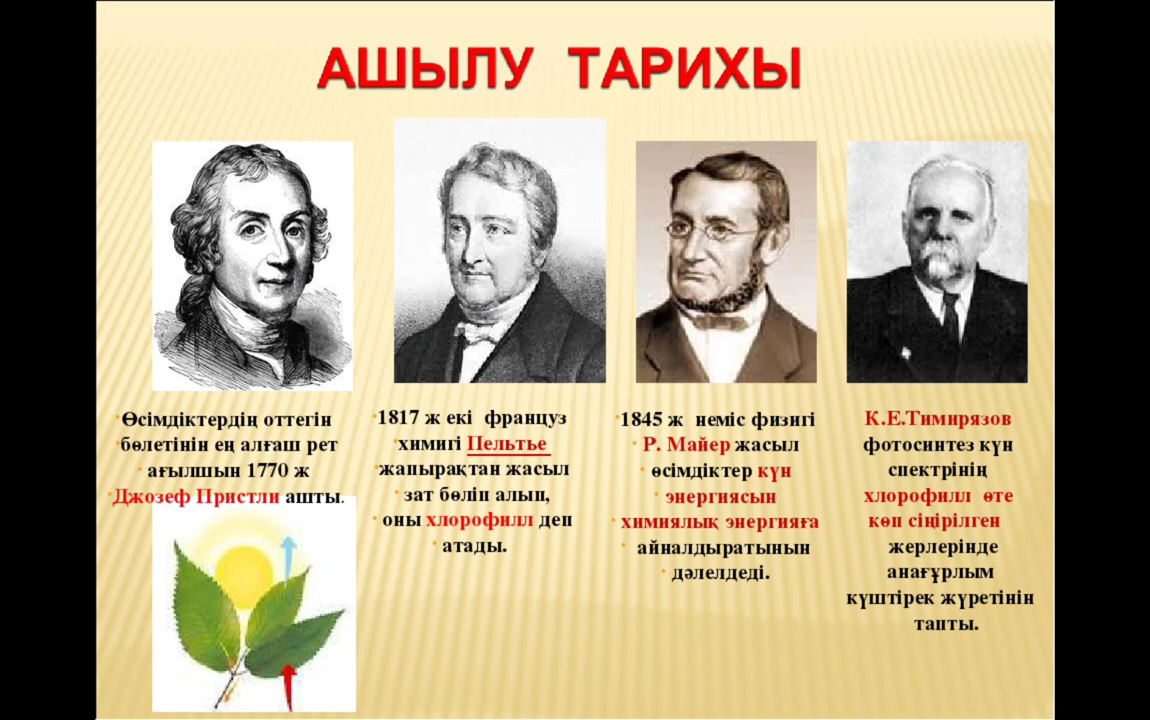 АШЫЛУ ТАРИХЫ
Өсімдіктердің оттегін
бөлетінін ең алғаш рет
ағылшын 1770 ж
Джозеф Пристли ашты.
1817 ж екі француз
химигі Пельтье
жапырақтан жасыл
зат бөліп алып,
оны хлорофилл деп
атады.
1845 ж неміс физигі
Р. Майер жасыл
өсімдіктер күн
энергиясын
химиялық энергияға
айналдыратынын
дәлелдеді.
К.Е.Тимирязов
фотосинтез күн
спектрінің
хлорофилл өте
көп сіңірілген
жерлерінде
анағұрлым
күштірек жүретінін
тапты.